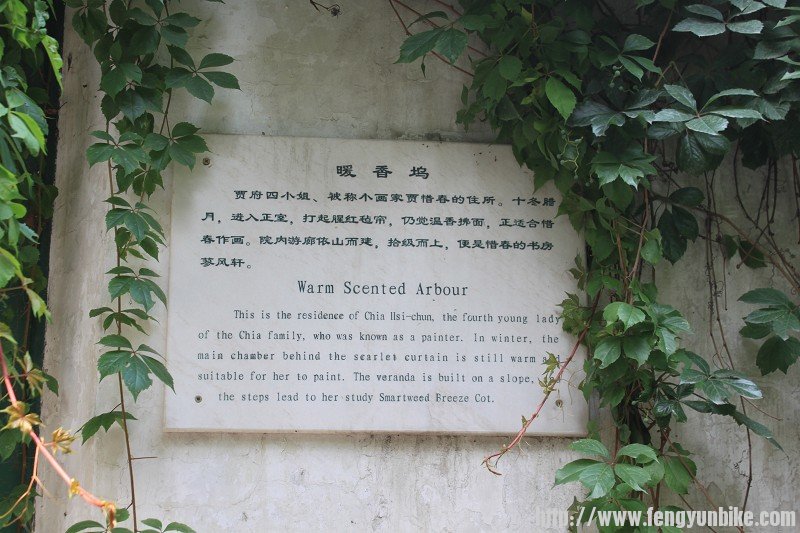 暖香坞
贾府四小姐、被称小画家贾惜春的住所。十冬腊
月，进入正室，打起腥红毡帘，仍觉温香拂面，正适合惜
春作画。院内游廊依山而建，拾级而上，便是惜春的书房
蓼风轩。
Warm Scented Arbour
This is the residence of Chia Hsi-chun, the fourth young lady
of the Chia family, who was known as a painter. In winter, the
main chamber behind the scarlet curtain is still warm a
suitable for her to paint. The veranda is built on a slope,
the steps lead to her study Smartweed Breeze Cot.
http://www.fengyunbike.com/